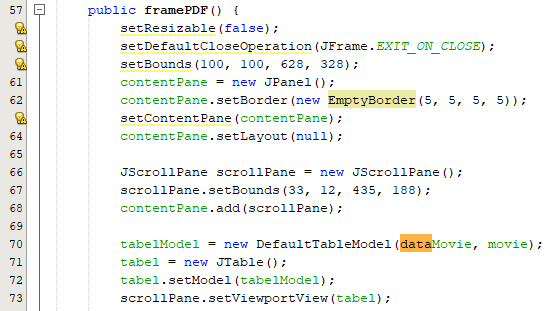 57 public framePDF() {
setResizable(false);
setDefaultCloseOperation(JFrame.EXIT_ON_CLOSE);
setBounds(100, 100, 628, 328);
61 contentPane = new JPanel();
62 contentPane.setBorder(new EmptyBorder(5, 5, 5, 5));
setContentPane(contentPane);
64 contentPane.setLayout(null);
65
66 JScrollPane scrollPane = new JScrollPane();
67 scrollPane.setBounds(33, 12, 435, 188);
68 contentPane.add(scrollPane);
69
70 tabelModel = new DefaultTableModel(dataMovie, movie);
71 tabel = new JTable();
72 tabel.setModel(tabelModel);
73 scrollPane.setViewportView(tabel);